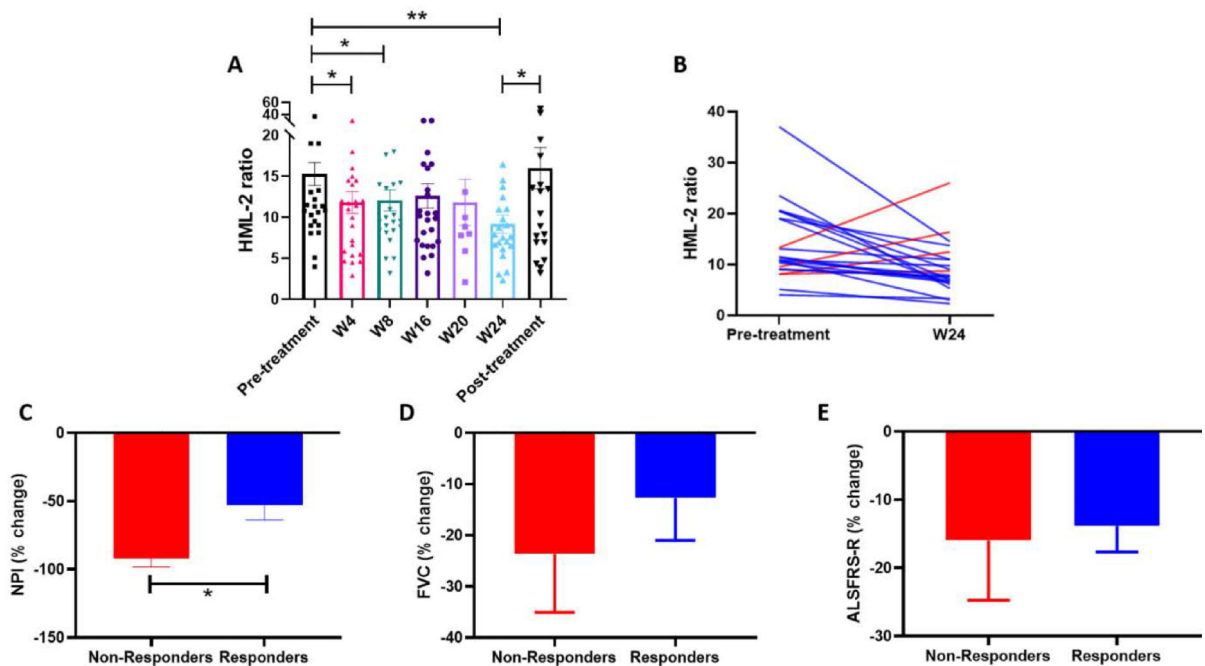 **
*
A
*
*
B
HML-2 ratio
60
40
20
15
10
5
0
Pre-treatment
W4
W8
W16
W20
W24
Post-treatment
HML-2 ratio
40
30
20
10
0
Pre-treatment
W24
C
NPI (% change)
0
-50
-100
-150
*
Non-Responders
Responders
D
FVC (% change)
0
-10
-20
-30
-40
Non-Responders
Responders
E
ALSFRS-R (% change)
0
-10
-20
-30
Non-Responders
Responders